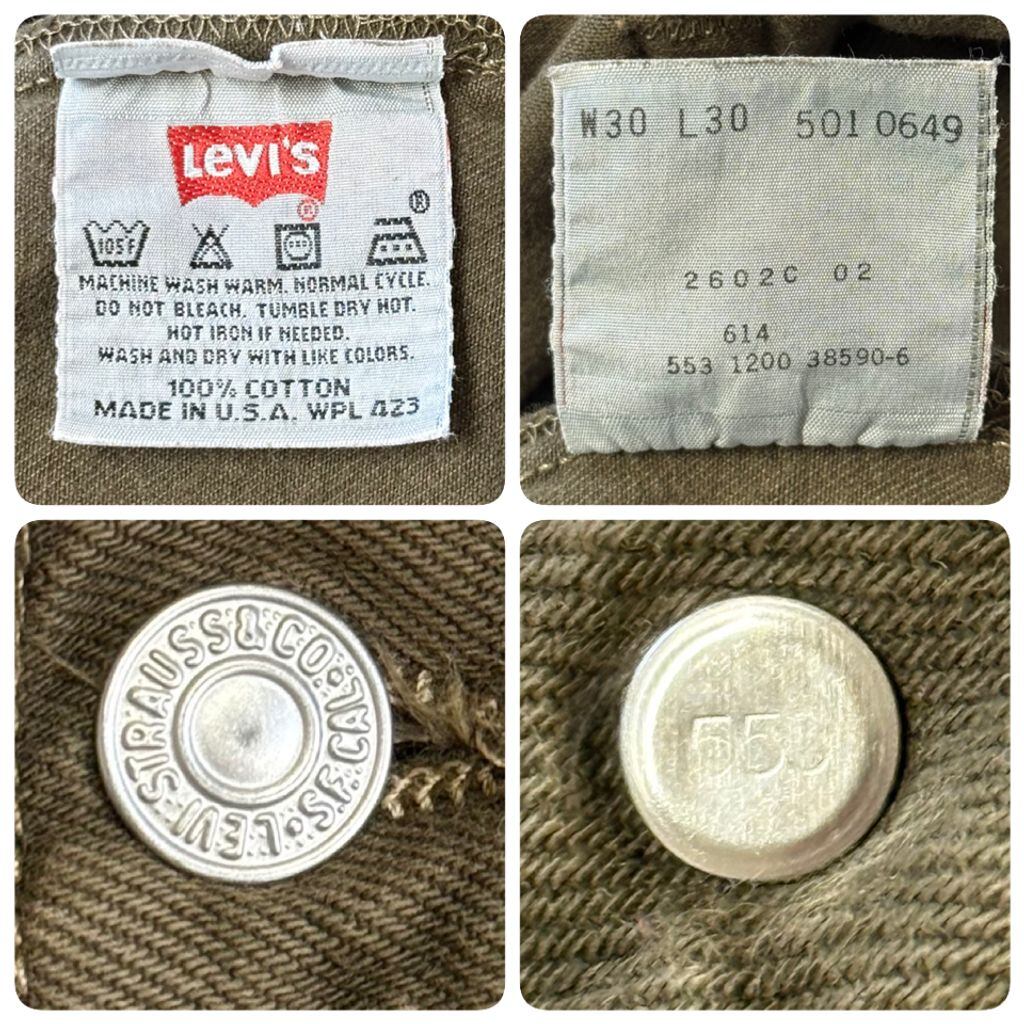 Levi's
®
®
105F
MACHINE WASH WARM. NORMAL CYCLE.
DO NOT BLEACH. TUMBLE DRY HOT.
HOT IRON IF NEEDED.
WASH AND DRY WITH LIKE COLORS.
100% COTTON
MADE IN U.S.A. WPL 423
W30 L30 501 0649
2602C 02
614
553 1200 38590-6
LEVI STRAUSS & CO. S.F. CAL
553